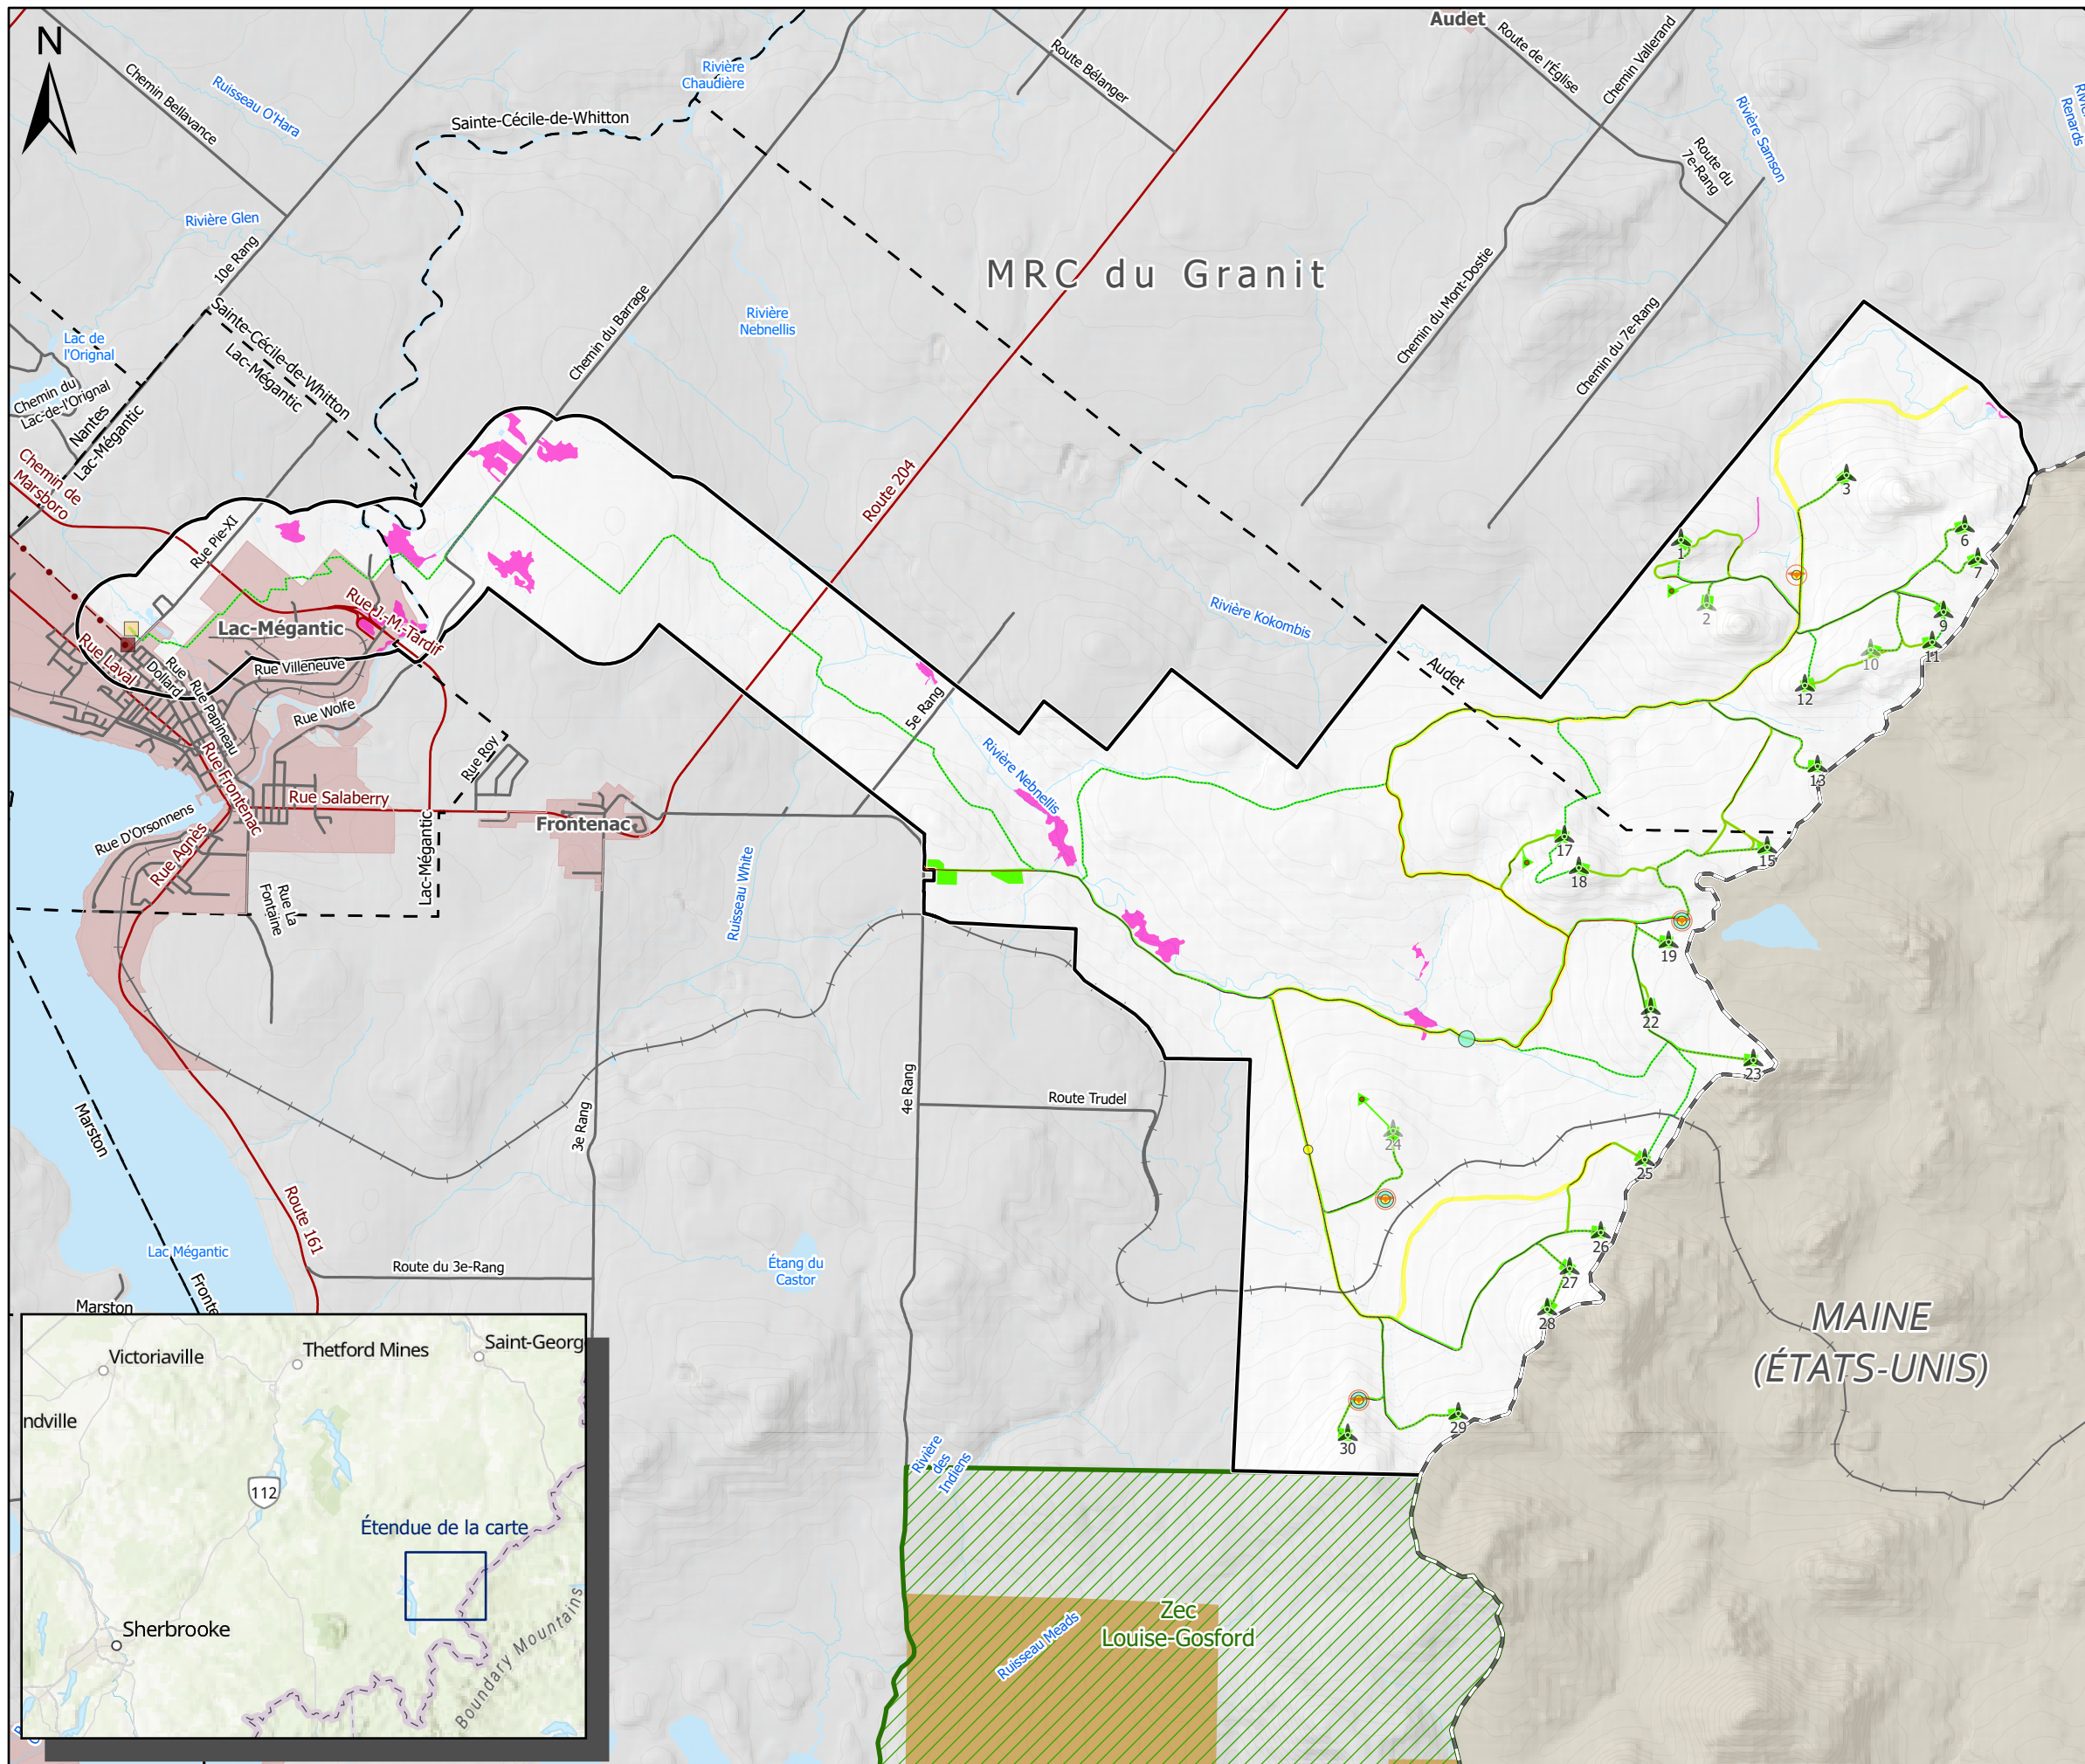 N
Audet
Route de l'Église
Chemin Vallerand
Chemin Bellavance
Ruisseau O'Hara
Rivière
Chaudière
Route Bélanger
Sainte-Cécile-de-Whitton
Rivière Samson
Renards
Route du
7e-Rang
Rivière Glen
10e Rang
MRC du Granit
Chemin du Barrage
Rivière
Nebnellis
Chemin du Mont-Dostie
Chemin du 7e-Rang
Lac de
l'Orignal
Sainte-Cécile-de-Whitton
Lac-Mégantic
Chemin du
Lac-de-l'Orignal
Nantes
Lac-Mégantic
Chemin de
Marsboro
Rue Pie-XI
Route 204
3
1
6
7
2
9
10
11
12
13
Rivière Kokombis
Audet
Rue J.-M.-Tardif
Lac-Mégantic
Rue Laval
Rue
Dollard
Rue Papineau
Rue Villeneuve
Rue Wolfe
5e Rang
Rivière Nebnellis
Rue Roy
Rue Frontenac
Rue Salaberry
Frontenac
Rue D'Orsonnens
Rue Agnès
Lac-Mégantic
Rue La
Fontaine
Ruisseau White
17
18
15
19
22
23
24
25
26
27
28
29
30
Marston
4e Rang
Route Trudel
3e Rang
Route 161
Lac Mégantic
Fronte
Route du 3e-Rang
Étang du
Castor
Marston
MAINE
(ÉTATS-UNIS)
Rivière
des
Indiens
Zec
Louise-Gosford
Ruisseau Meads
Victoriaville
Thetford Mines
Saint-Georg
ndville
112
Étendue de la carte
Sherbrooke
Boundary Mountains